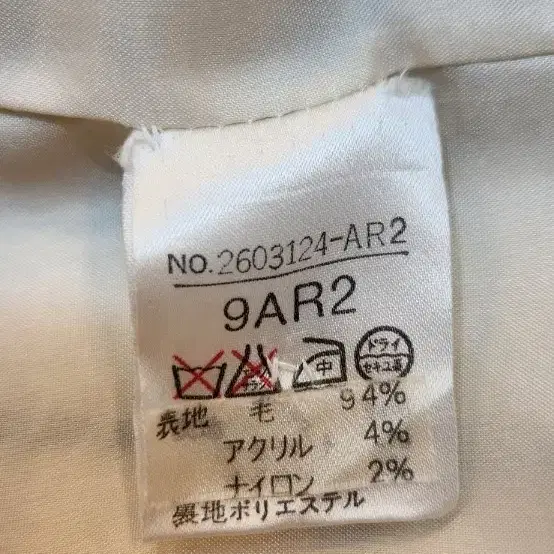 No.2603124-AR2
9AR2
中 ドライ
セキユ系
表地 毛 94%
アクリル 4%
ナイロン 2%
裏地ポリエステル